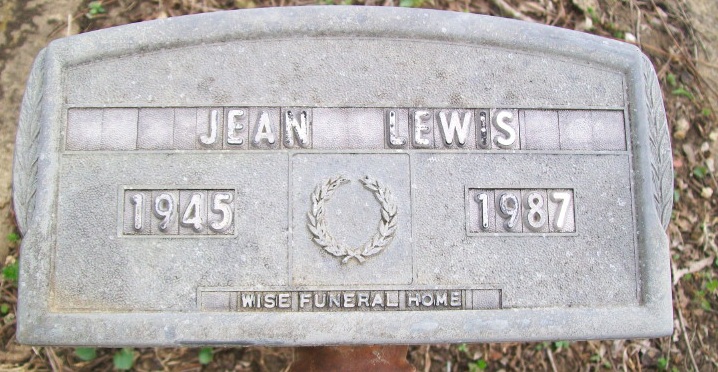 JEAN LEWIS
1945 1987
WISE FUNERAL HOME